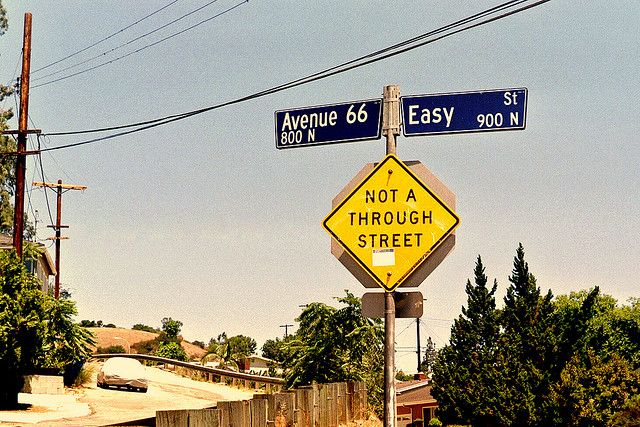 Avenue 66
800 N
Easy St
900 N
NOT A
THROUGH
STREET